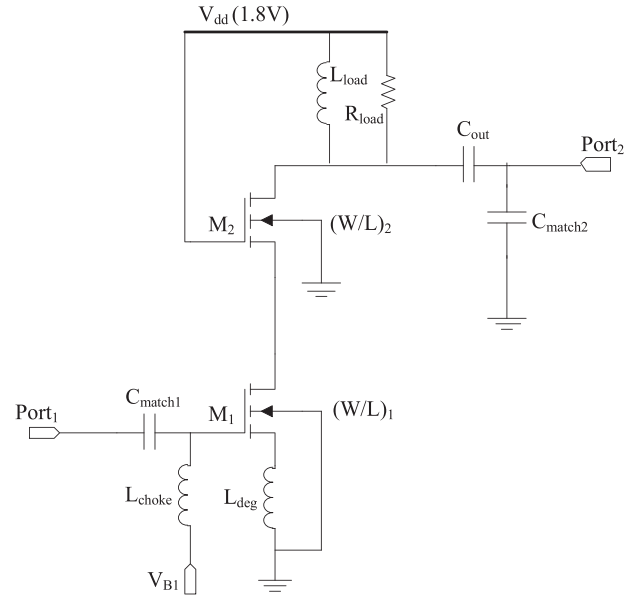 V_dd (1.8V)
L_load
R_load
C_out
Port_2
M_2
(W/L)_2
C_match2
C_match1
Port_1
M_1
(W/L)_1
L_choke
L_deg
V_B1